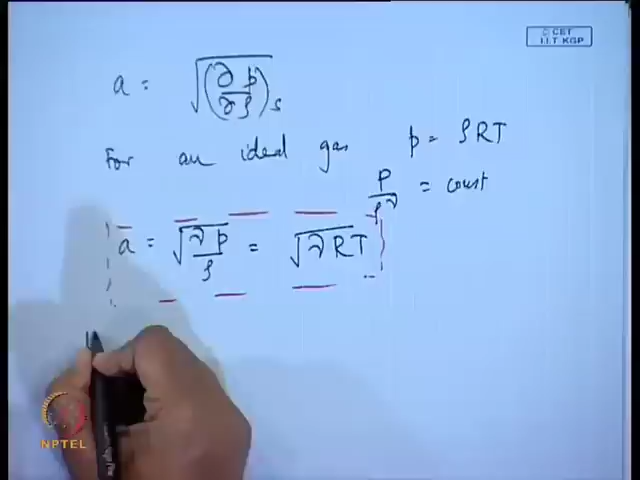 © CET
I.I.T. KGP
a = √(∂p/∂ρ)s
For an ideal gas p = ρRT
p/ρ^γ = const
a = √(γp/ρ) = √(γRT)
NPTEL